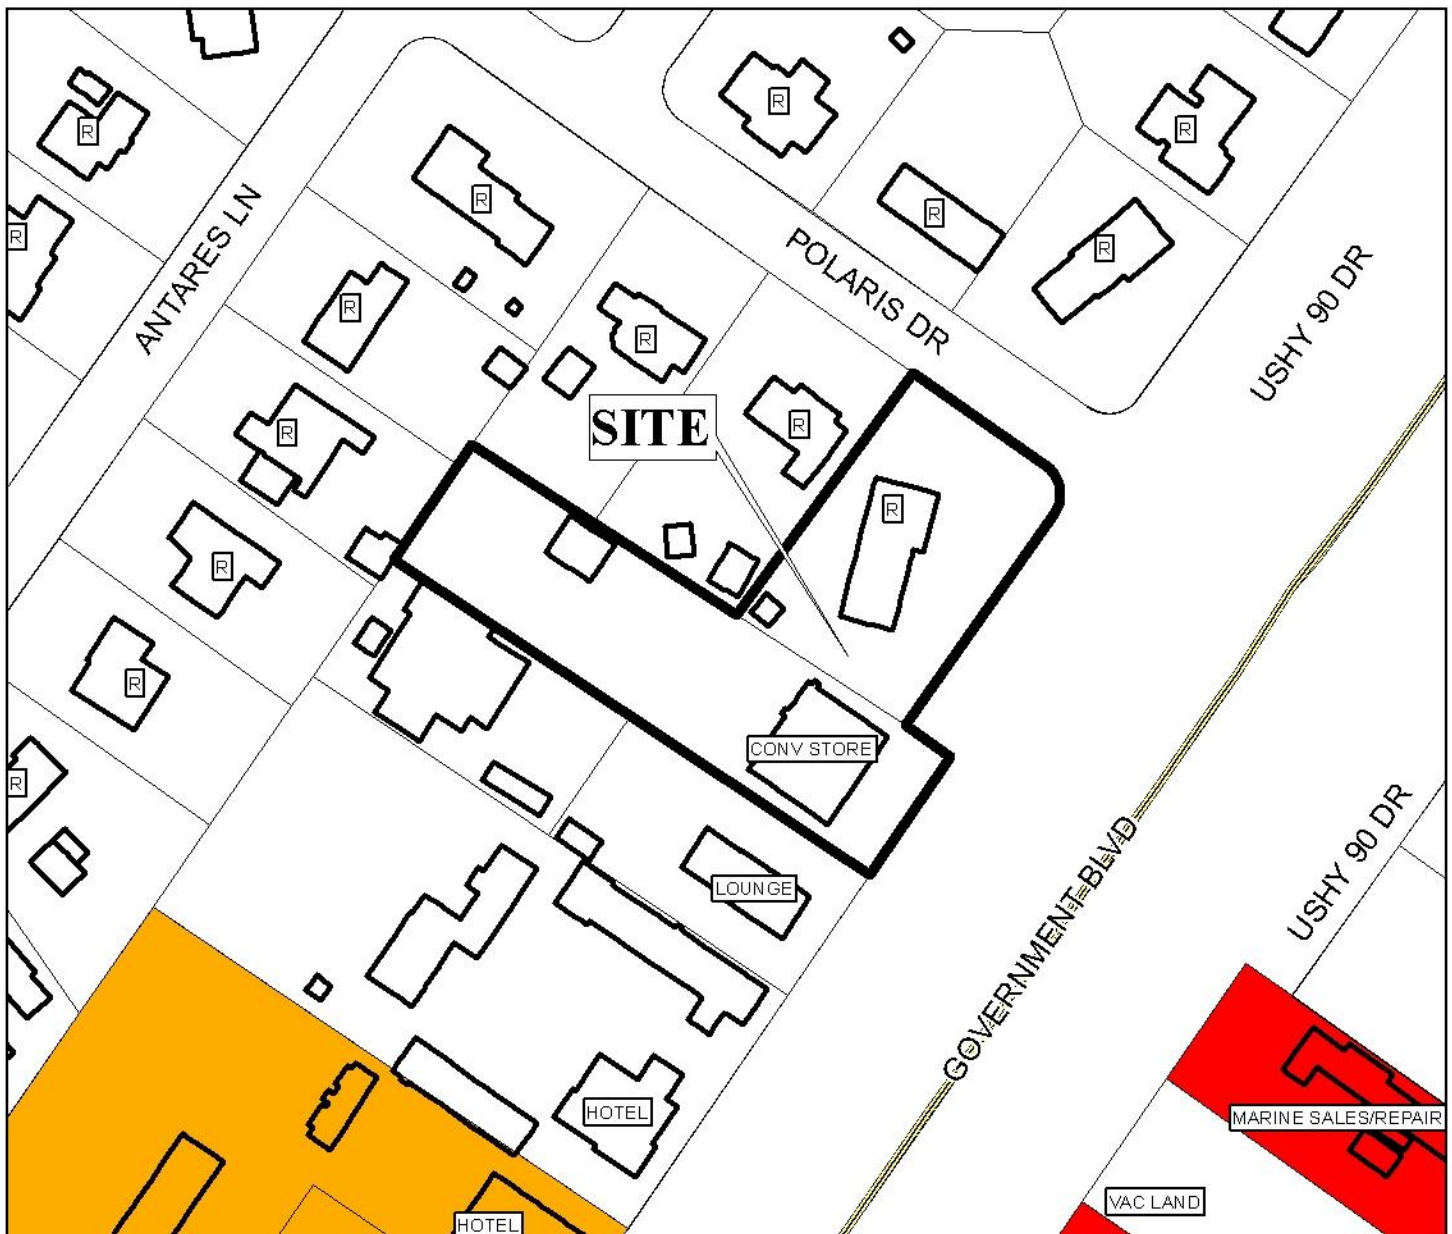 R
R
R
R
R
R
ANTARES LN
R
R
POLARIS DR
R
R
USHY 90 DR
SITE
R
R
R
R
R
R
CONV STORE
USHY 90 DR
GOVERNMENT BLVD
LOUNGE
HOTEL
MARINE SALES/REPAIR
VAC LAND
HOTEL